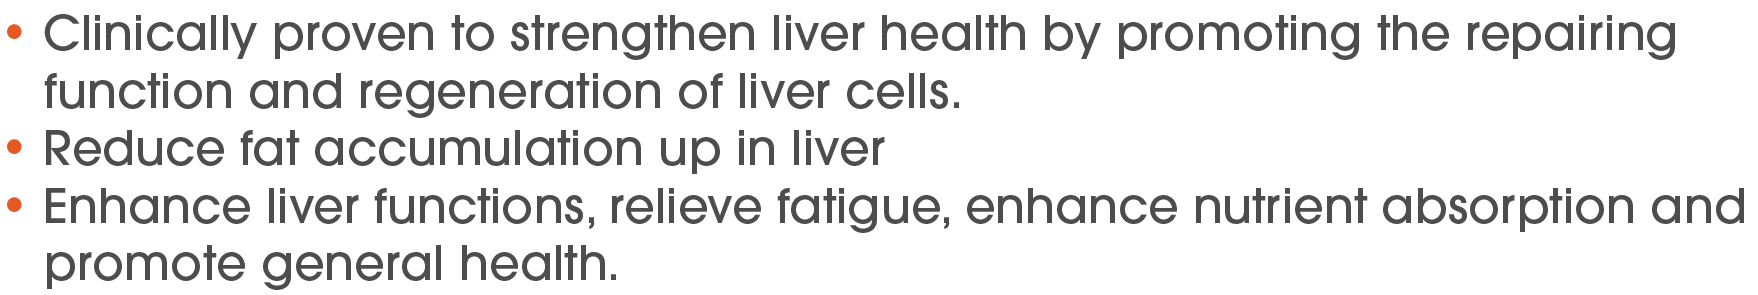 • Clinically proven to strengthen liver health by promoting the repairing
function and regeneration of liver cells.
• Reduce fat accumulation up in liver
• Enhance liver functions, relieve fatigue, enhance nutrient absorption and
promote general health.